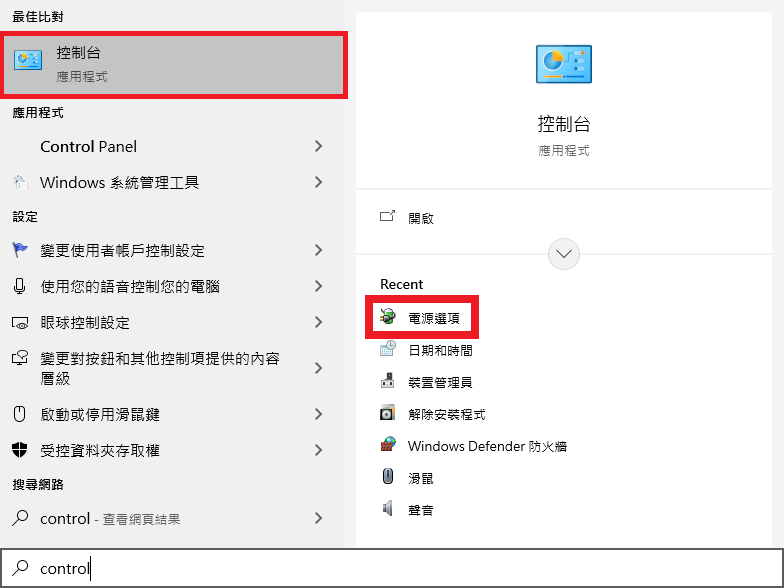 最佳比對
控制台
應用程式
應用程式
Control Panel
Windows 系統管理工具
設定
變更使用者帳戶控制設定
使用您的語音控制您的電腦
眼球控制設定
變更對按鈕和其他控制項提供的內容
層級
啟動或停用滑鼠鍵
受控資料夾存取權
搜尋網路
control - 查看網頁結果
control
控制台
應用程式
開啟
Recent
電源選項
日期和時間
裝置管理員
解除安裝程式
Windows Defender 防火牆
滑鼠
聲音